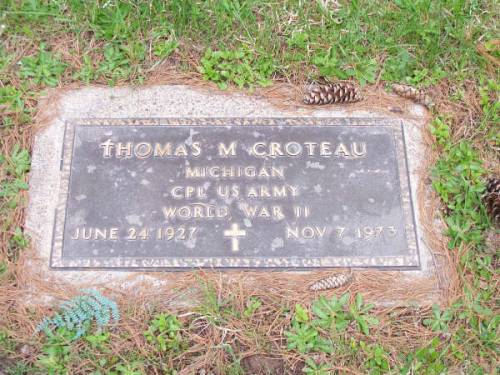 THOMAS M CROTEAU
MICHIGAN
CPL US ARMY
WORLD WAR II
JUNE 24 1927 NOV 7 1973